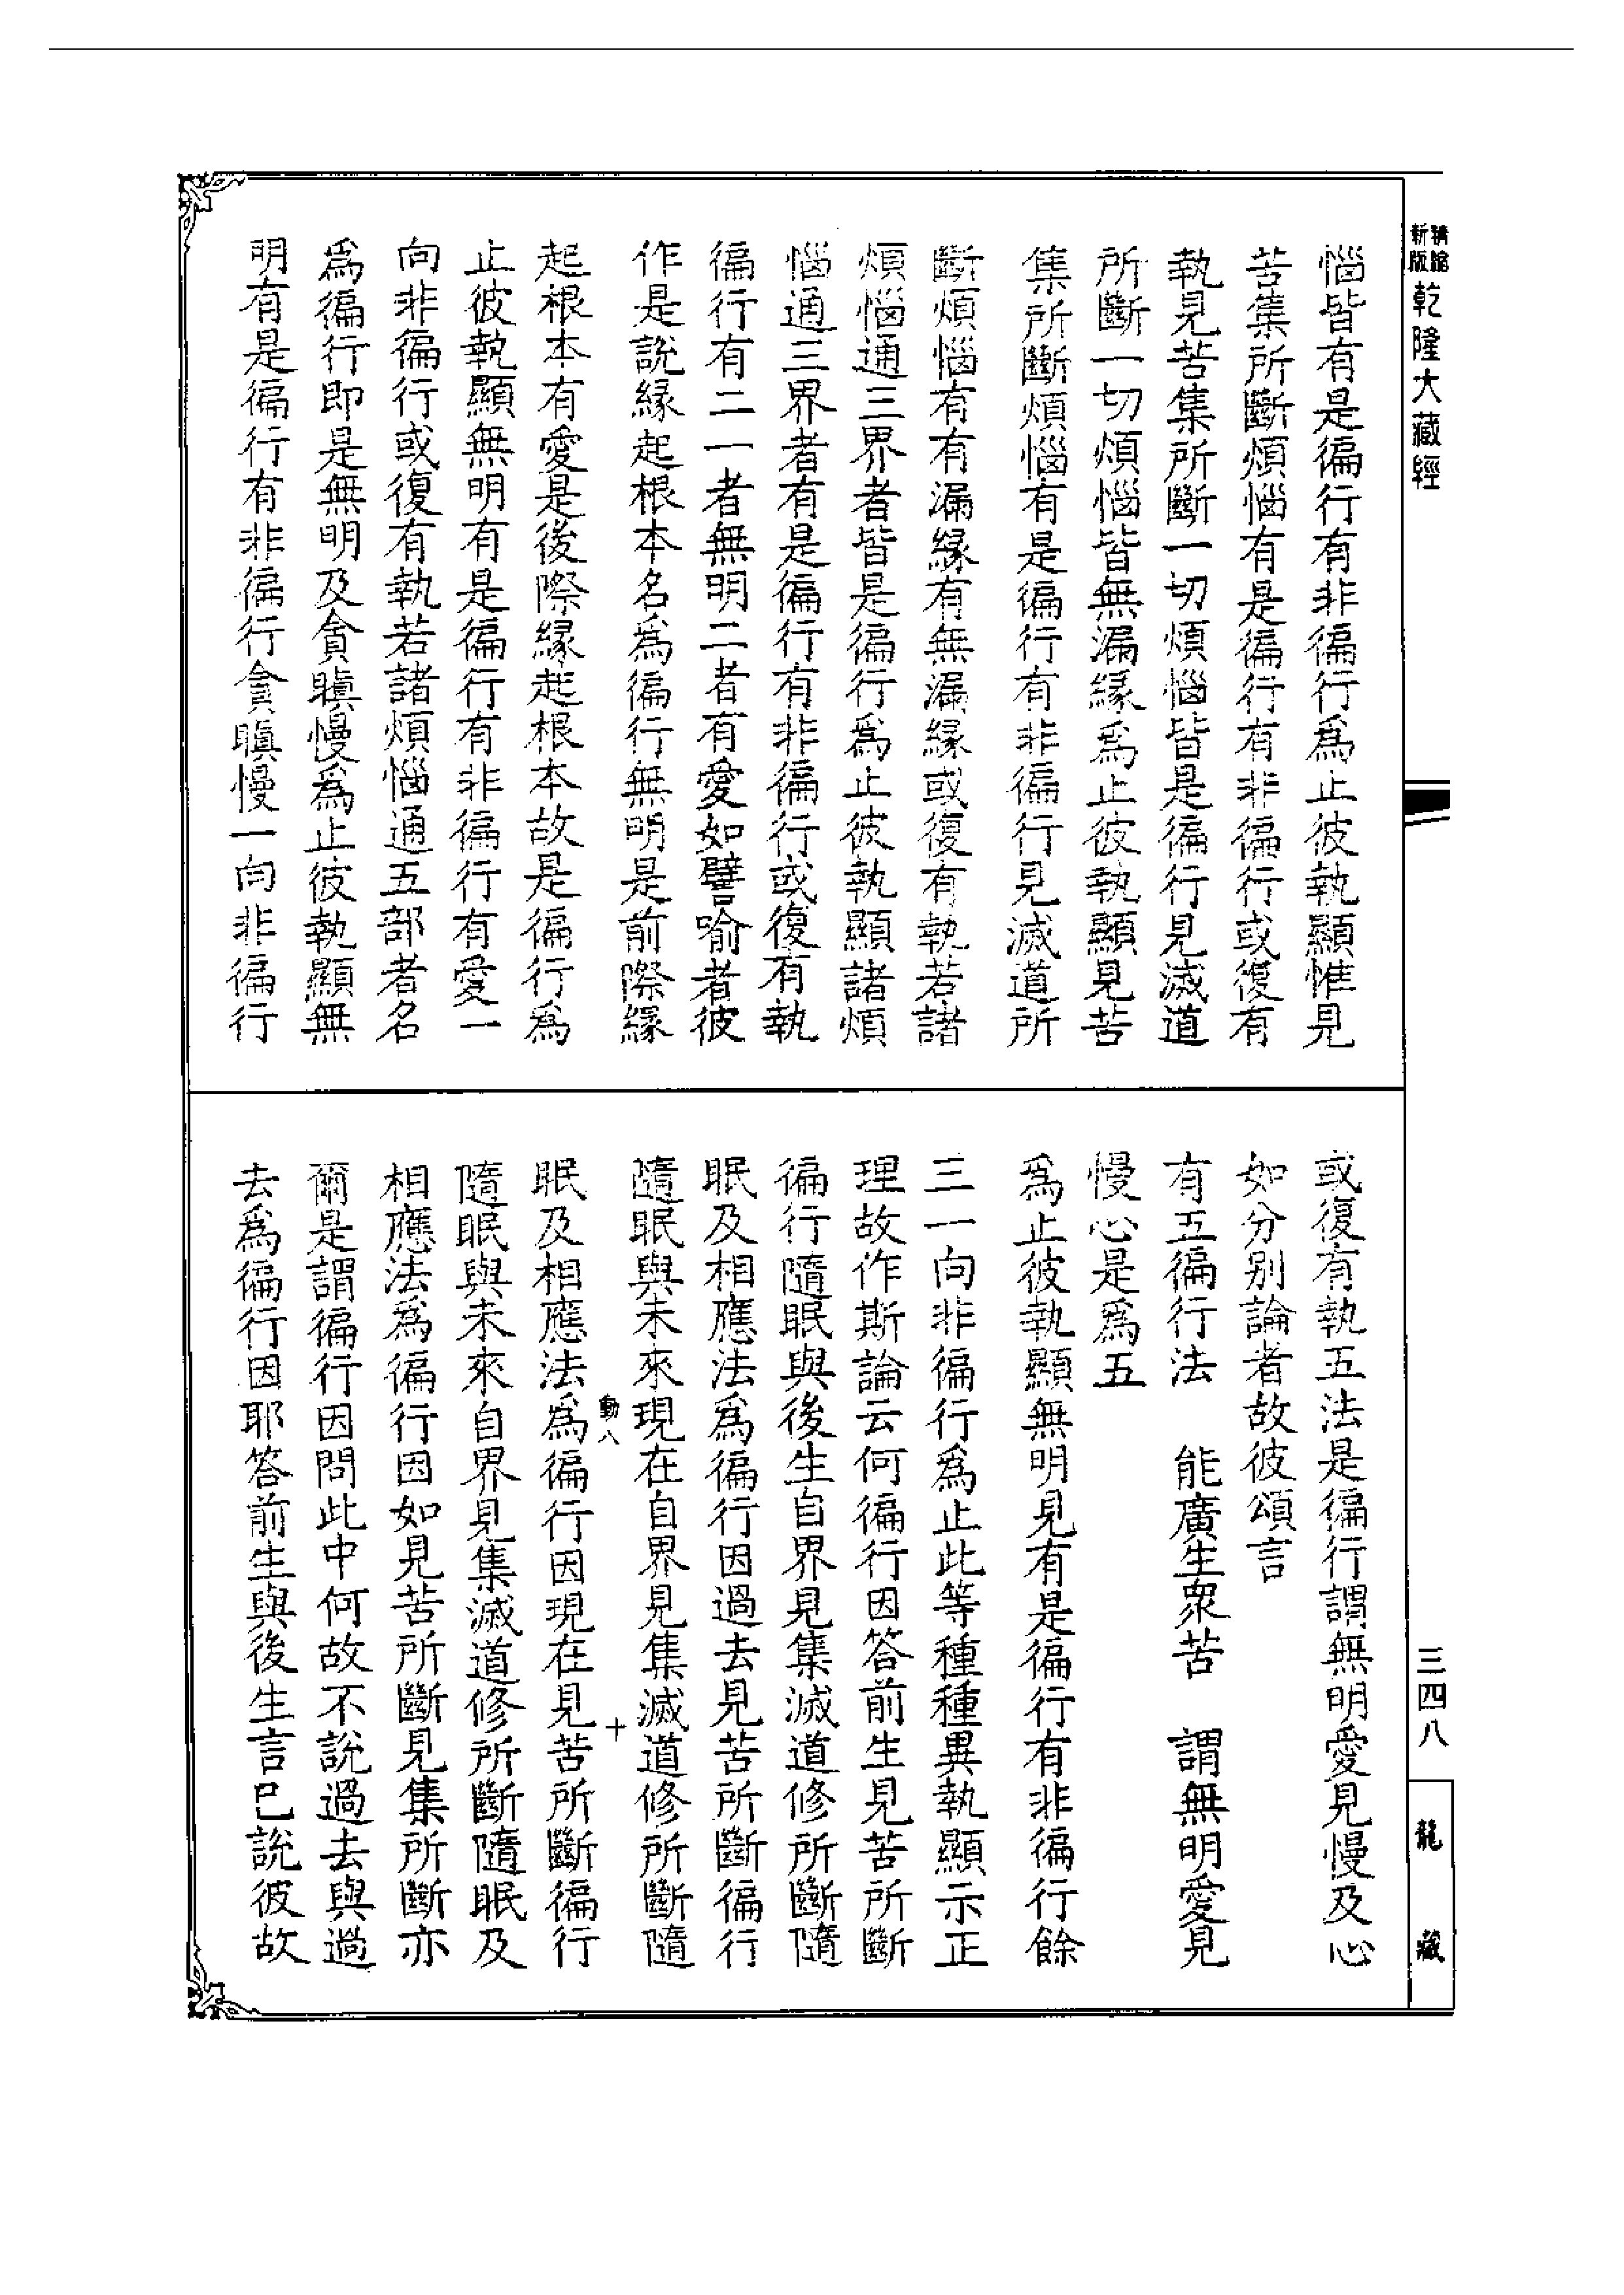 新版
精縮
乾隆大藏經
惱皆有是徧行有非徧行爲止彼執顯惟見
苦集所斷煩惱有是徧行有非徧行或復有
執見苦集所斷一切煩惱皆是徧行見滅道
所斷一切煩惱皆無漏緣爲止彼執顯見苦
集所斷煩惱有是徧行有非徧行見滅道所
斷煩惱有有漏緣有無漏緣或復有執若諸
煩惱通三界者皆是徧行爲止彼執顯諸煩
惱通三界者有是徧行有非徧行或復有執
徧行有二一者無明二者有愛如譬喻者彼
作是說緣起根本名爲徧行無明是前際緣
起根本有愛是後際緣起根本故是徧行爲
止彼執顯無明有是徧行有非徧行有愛一
向非徧行或復有執若諸煩惱通五部者名
爲徧行即是無明及貪瞋慢爲止彼執顯無
明有是徧行有非徧行貪瞋慢一向非徧行
或復有執五法是徧行謂無明愛見慢及心
如分別論者故彼頌言
有五徧行法　能廣生衆苦　謂無明愛見
慢心是爲五
爲止彼執顯無明見有是徧行有非徧行餘
三一向非徧行爲止此等種種異執顯示正
理故作斯論云何徧行因答前生見苦所斷
徧行隨眠與後生自界見集滅道修所斷隨
眠及相應法爲徧行因過去見苦所斷徧行
隨眠與未來現在自界見集滅道修所斷隨
動八
十
眠及相應法爲徧行因現在見苦所斷徧行
隨眠與未來自界見集滅道修所斷隨眠及
相應法爲徧行因如見苦所斷見集所斷亦
爾是謂徧行因問此中何故不說過去與過
去爲徧行因耶答前生與後生言已說彼故
三四八
龍藏